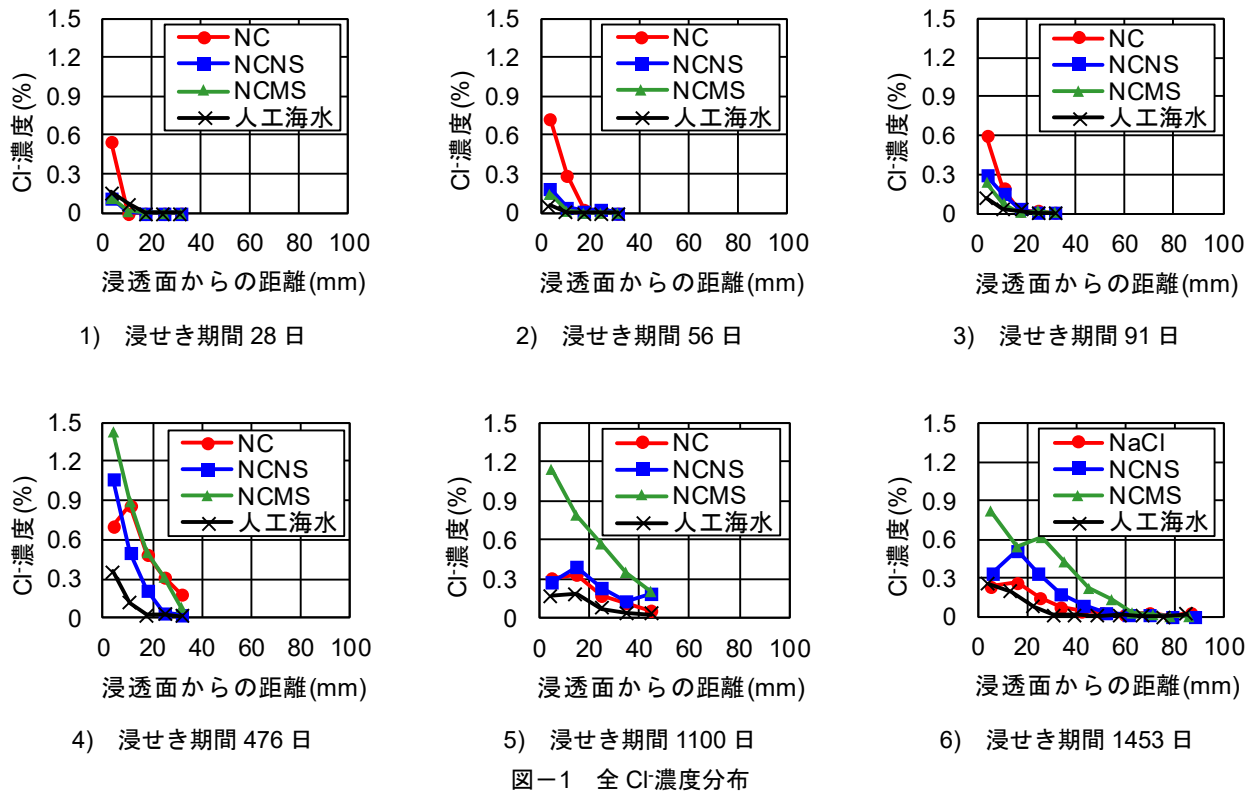 1.5
1.2
0.9
0.6
0.3
0
Cl-濃度(%)
NC
NCNS
NCMS
人工海水
0 20 40 60 80 100
浸透面からの距離(mm)
1) 浸せき期間 28 日
1.5
1.2
0.9
0.6
0.3
0
Cl-濃度(%)
NC
NCNS
NCMS
人工海水
0 20 40 60 80 100
浸透面からの距離(mm)
2) 浸せき期間 56 日
1.5
1.2
0.9
0.6
0.3
0
Cl-濃度(%)
NC
NCNS
NCMS
人工海水
0 20 40 60 80 100
浸透面からの距離(mm)
3) 浸せき期間 91 日
1.5
1.2
0.9
0.6
0.3
0
Cl-濃度(%)
NC
NCNS
NCMS
人工海水
0 20 40 60 80 100
浸透面からの距離(mm)
4) 浸せき期間 476 日
1.5
1.2
0.9
0.6
0.3
0
Cl-濃度(%)
NC
NCNS
NCMS
人工海水
0 20 40 60 80 100
浸透面からの距離(mm)
5) 浸せき期間 1100 日
1.5
1.2
0.9
0.6
0.3
0
Cl-濃度(%)
NaCl
NCNS
NCMS
人工海水
0 20 40 60 80 100
浸透面からの距離(mm)
6) 浸せき期間 1453 日
図－1 全 Cl-濃度分布